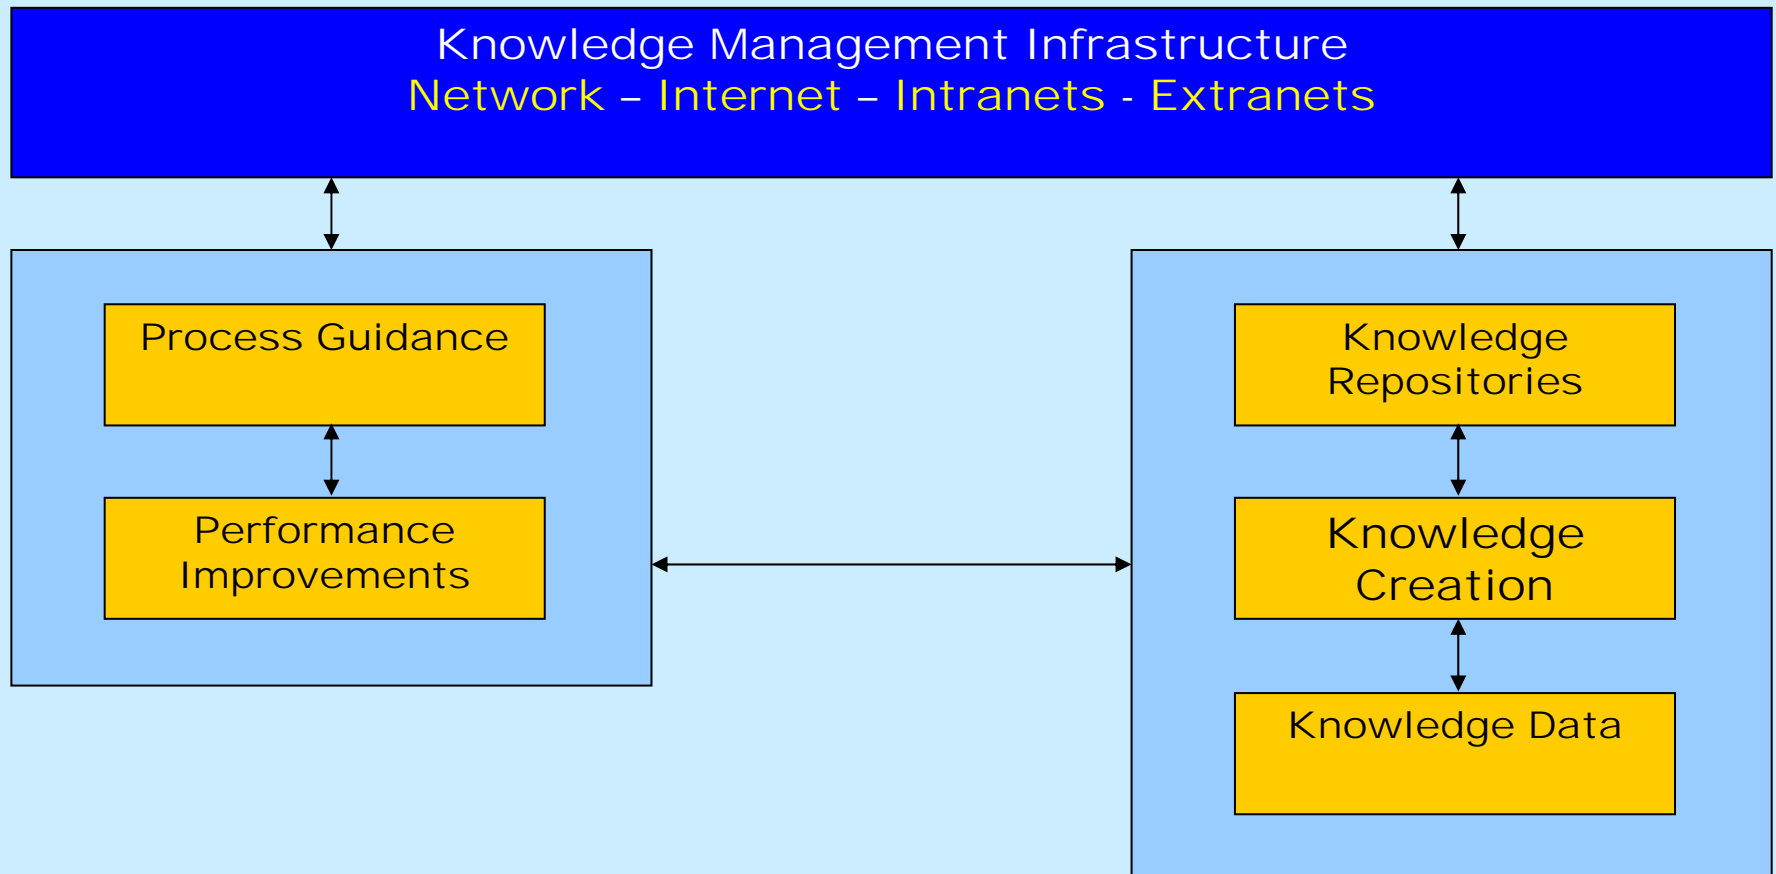 Knowledge Management Infrastructure
Network – Internet – Intranets - Extranets
Process Guidance
Performance
Improvements
Knowledge
Repositories
Knowledge
Creation
Knowledge Data